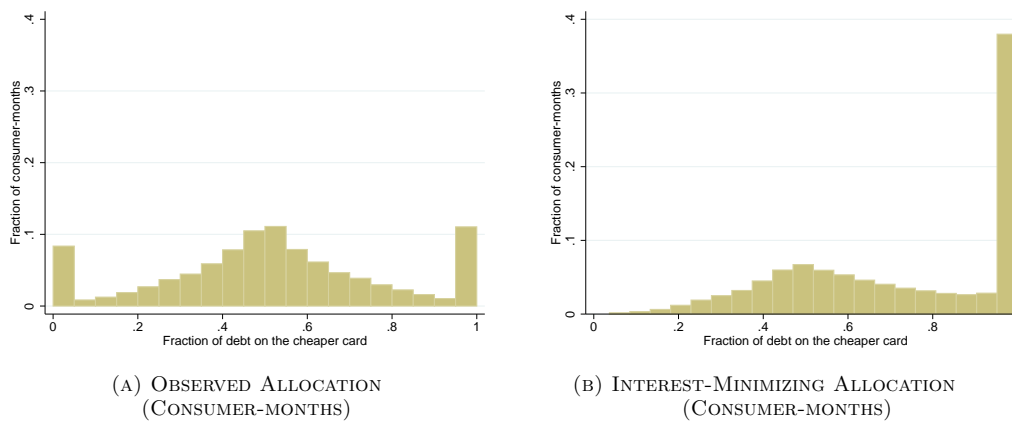 Fraction of consumer-months
.4
.3
.2
.1
0
0
.2
.4
.6
.8
1
Fraction of debt on the cheaper card
(A) OBSERVED ALLOCATION
(CONSUMER-MONTHS)
Fraction of consumer-months
.4
.3
.2
.1
0
0
.2
.4
.6
.8
Fraction of debt on the cheaper card
(B) INTEREST-MINIMIZING ALLOCATION
(CONSUMER-MONTHS)